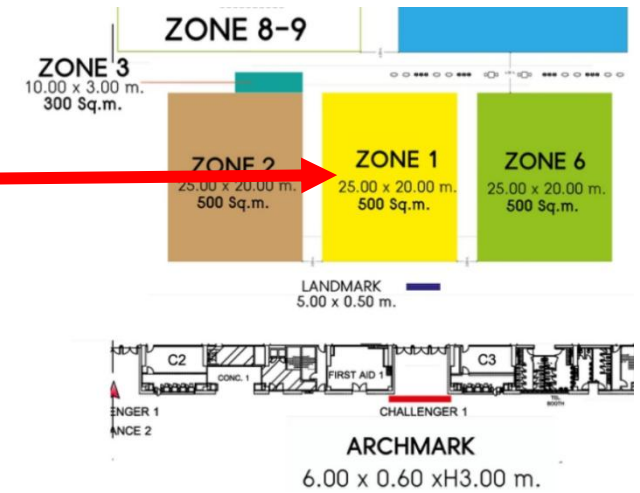 ZONE 8-9
ZONE 3
10.00 x 3.00 m.
300 Sq.m.
ZONE 2
25.00 x 20.00 m.
500 Sq.m.
ZONE 1
25.00 x 20.00 m.
500 Sq.m.
ZONE 6
25.00 x 20.00 m.
500 Sq.m.
LANDMARK
5.00 x 0.50 m.
C2
CONC. 1
FIRST AID 1
C3
TEL.
BOOTH
ENGER 1
ANCE 2
CHALLENGER 1
ARCHMARK
6.00 x 0.60 xH3.00 m.